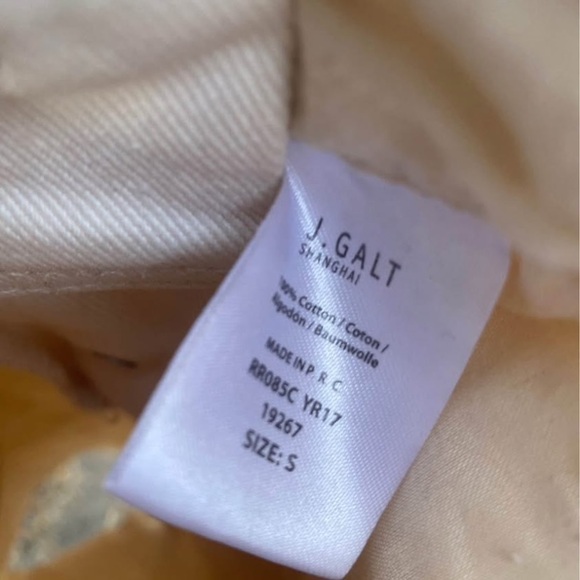 J.GALT
SHANGHAI
100% Cotton / Coton /
Algodón / Baumwolle
MADE IN P. R. C.
RR085C YR17
19267
SIZE: S